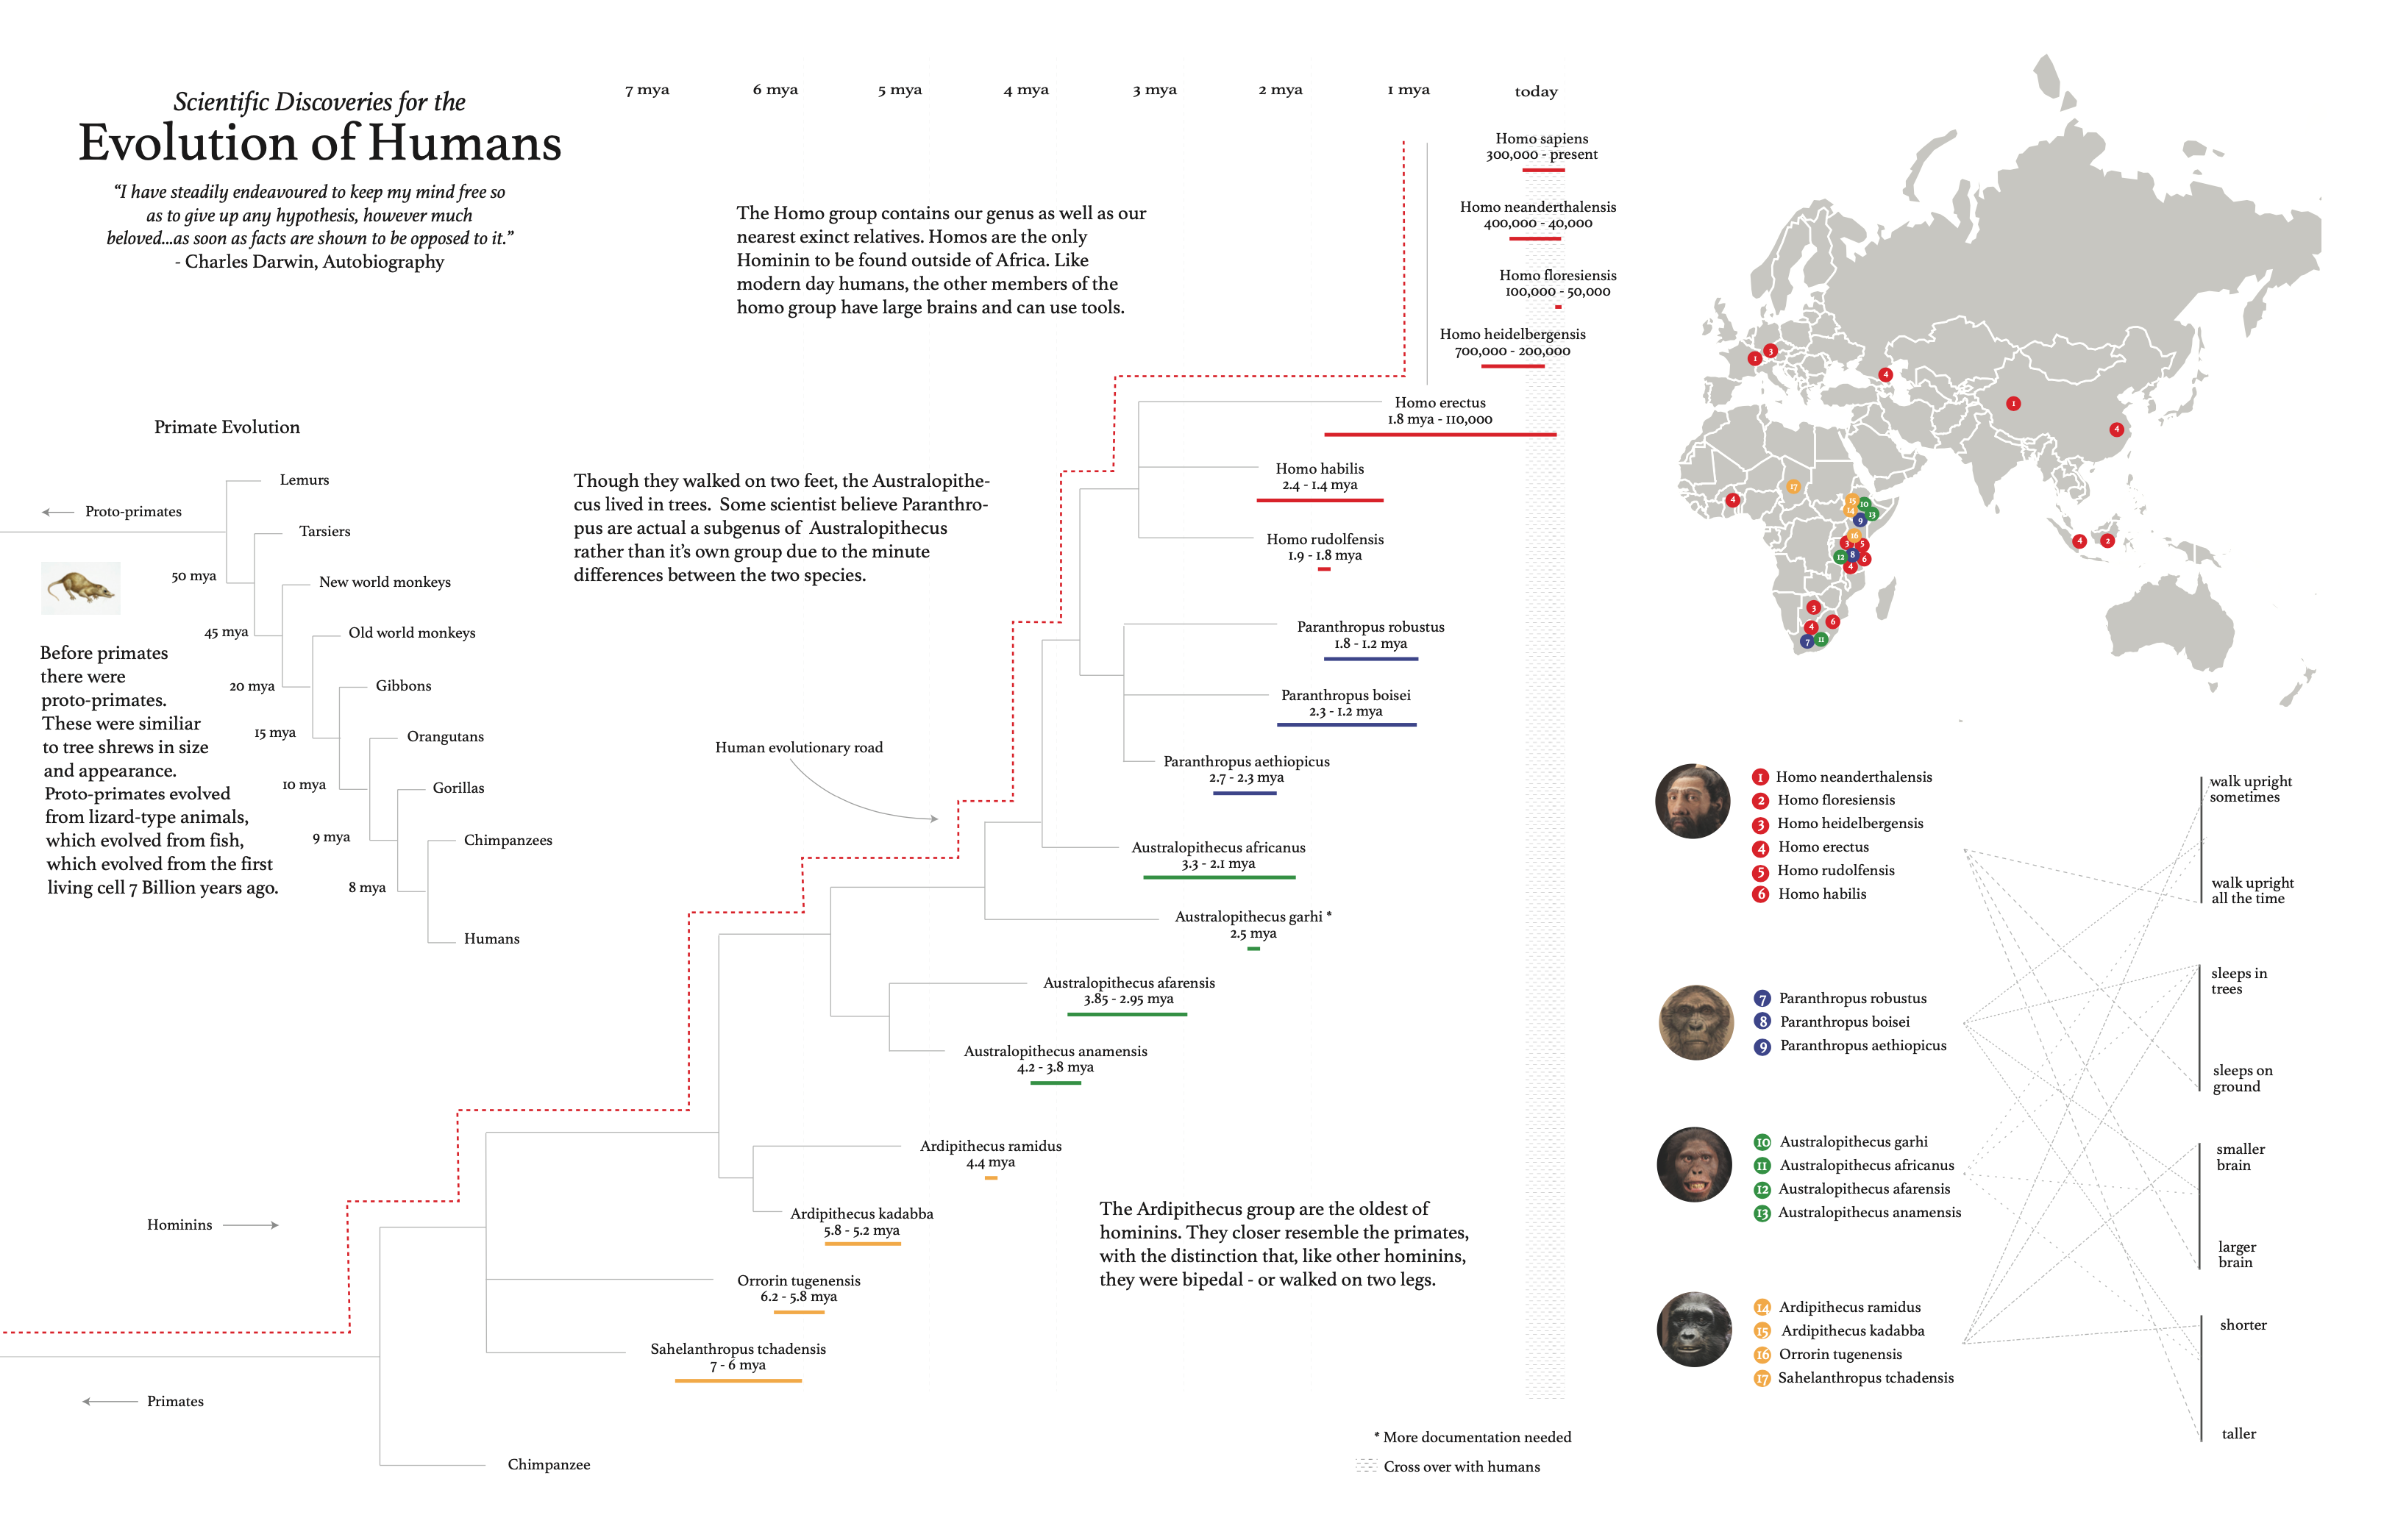 Scientific Discoveries for the
Evolution of Humans
“I have steadily endeavoured to keep my mind free so
as to give up any hypothesis, however much
beloved...as soon as facts are shown to be opposed to it.”
- Charles Darwin, Autobiography
7 mya
6 mya
5 mya
4 mya
3 mya
2 mya
1 mya
today
The Homo group contains our genus as well as our
nearest exinct relatives. Homos are the only
Hominin to be found outside of Africa. Like
modern day humans, the other members of the
homo group have large brains and can use tools.
Homo sapiens
300,000 - present
Homo neanderthalensis
400,000 - 40,000
Homo floresiensis
100,000 - 50,000
Homo heidelbergensis
700,000 - 200,000
Homo erectus
1.8 mya - 110,000
Homo habilis
2.4 - 1.4 mya
Homo rudolfensis
1.9 - 1.8 mya
Though they walked on two feet, the Australopithe-
cus lived in trees. Some scientist believe Paranthro-
pus are actual a subgenus of Australopithecus
rather than it’s own group due to the minute
differences between the two species.
Paranthropus robustus
1.8 - 1.2 mya
Paranthropus boisei
2.3 - 1.2 mya
Paranthropus aethiopicus
2.7 - 2.3 mya
Human evolutionary road
Australopithecus africanus
3.3 - 2.1 mya
Australopithecus garhi *
2.5 mya
Australopithecus afarensis
3.85 - 2.95 mya
Australopithecus anamensis
4.2 - 3.8 mya
Ardipithecus ramidus
4.4 mya
Ardipithecus kadabba
5.8 - 5.2 mya
Orrorin tugenensis
6.2 - 5.8 mya
Sahelanthropus tchadensis
7 - 6 mya
Chimpanzee
Hominins
Primates
The Ardipithecus group are the oldest of
hominins. They closer resemble the primates,
with the distinction that, like other hominins,
they were bipedal - or walked on two legs.
* More documentation needed
Cross over with humans
Primate Evolution
Lemurs
Proto-primates
Tarsiers
50 mya
New world monkeys
45 mya
Old world monkeys
20 mya
Gibbons
15 mya
Orangutans
10 mya
Gorillas
9 mya
Chimpanzees
8 mya
Humans
Before primates
there were
proto-primates.
These were similiar
to tree shrews in size
and appearance.
Proto-primates evolved
from lizard-type animals,
which evolved from fish,
which evolved from the first
living cell 7 Billion years ago.
1
3
4
1
4
4
17
15
10
14
13
9
16
3
5
12
8
6
4
4
2
3
6
4
7
11
1 Homo neanderthalensis
2 Homo floresiensis
3 Homo heidelbergensis
4 Homo erectus
5 Homo rudolfensis
6 Homo habilis
7 Paranthropus robustus
8 Paranthropus boisei
9 Paranthropus aethiopicus
10 Australopithecus garhi
11 Australopithecus africanus
12 Australopithecus afarensis
13 Australopithecus anamensis
14 Ardipithecus ramidus
15 Ardipithecus kadabba
16 Orrorin tugenensis
17 Sahelanthropus tchadensis
walk upright
sometimes
walk upright
all the time
sleeps in
trees
sleeps on
ground
smaller
brain
larger
brain
shorter
taller